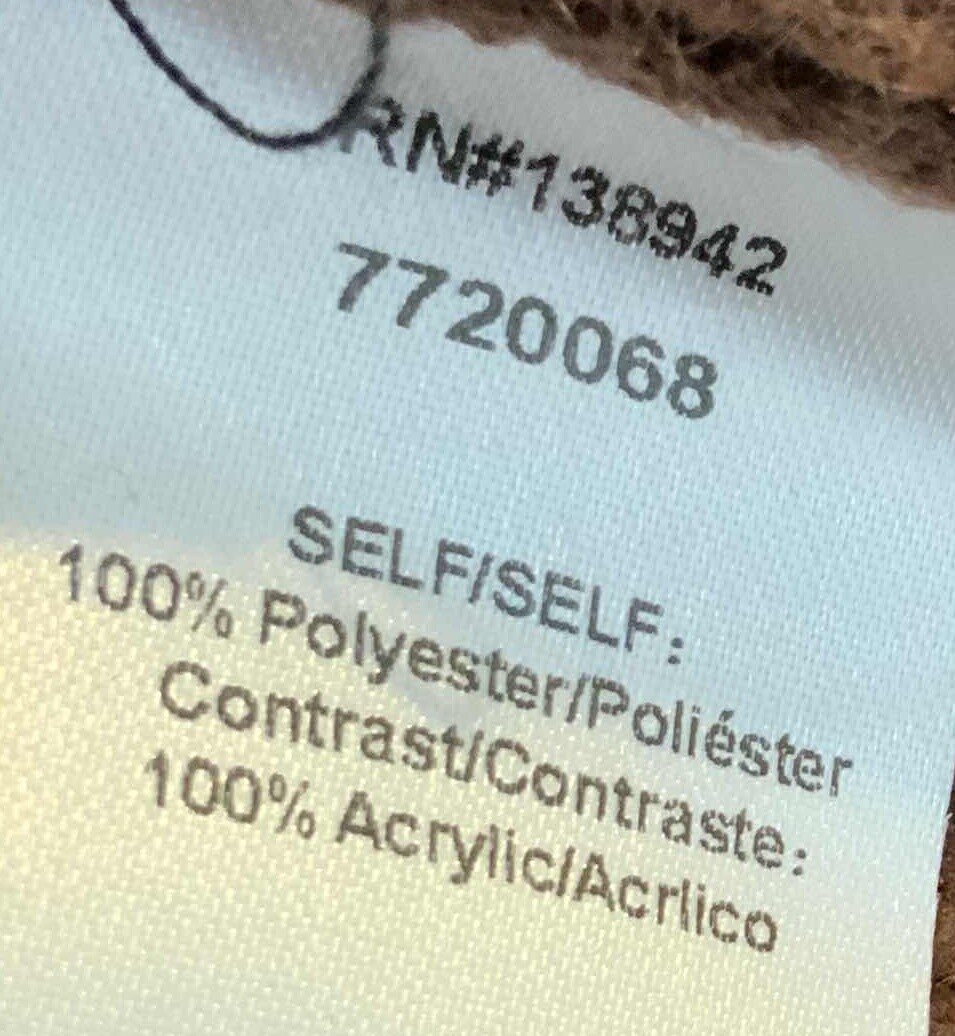 RN#138942
7720068
SELF/SELF:
100% Polyester/Poliéster
Contrast/Contraste:
100% Acrylic/Acrlico